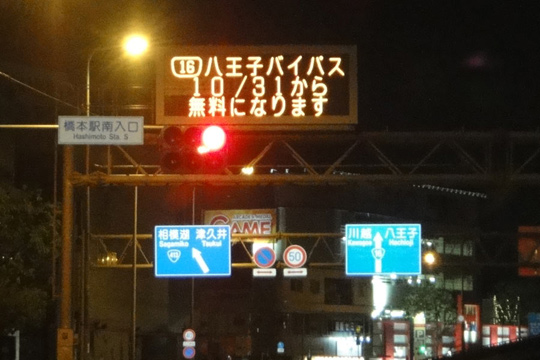 16 八王子バイパス
10/31から
無料になります
橋本駅南入口
Hashimoto Sta. S
相模湖 津久井
Sagamiko Tsukui
413
GAME
川越 八王子
Kawagoe Hachioji
16
50